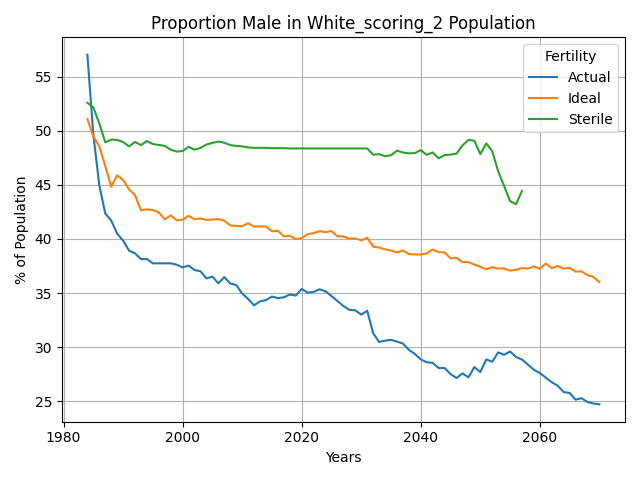 Proportion Male in White_scoring_2 Population
% of Population
55
50
45
40
35
30
25
Fertility
Actual
Ideal
Sterile
1980
2000
2020
2040
2060
Years